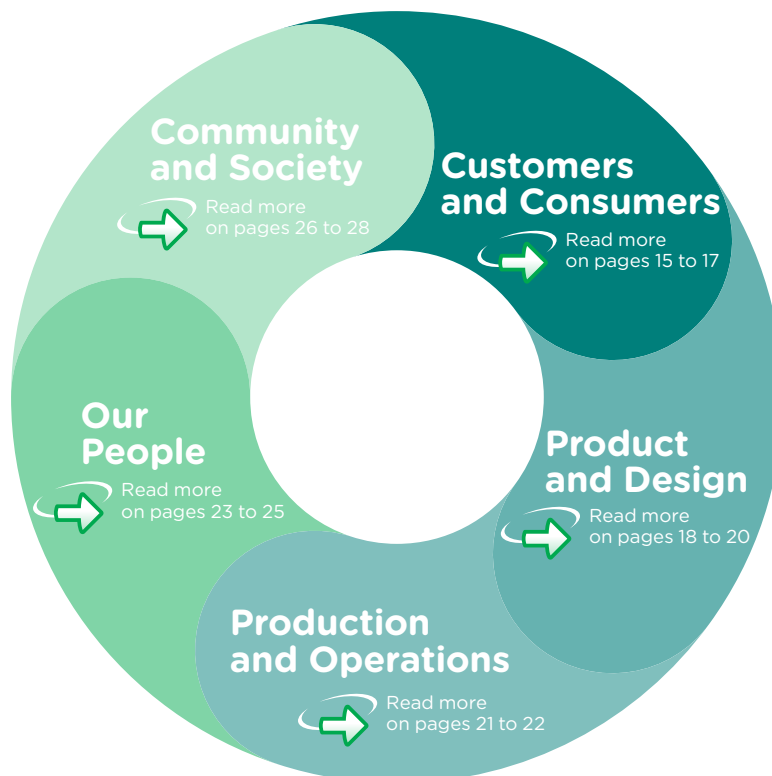 Community
and Society
Read more
on pages 26 to 28
Customers
and Consumers
Read more
on pages 15 to 17
Our
People
Read more
on pages 23 to 25
Product
and Design
Read more
on pages 18 to 20
Production
and Operations
Read more
on pages 21 to 22